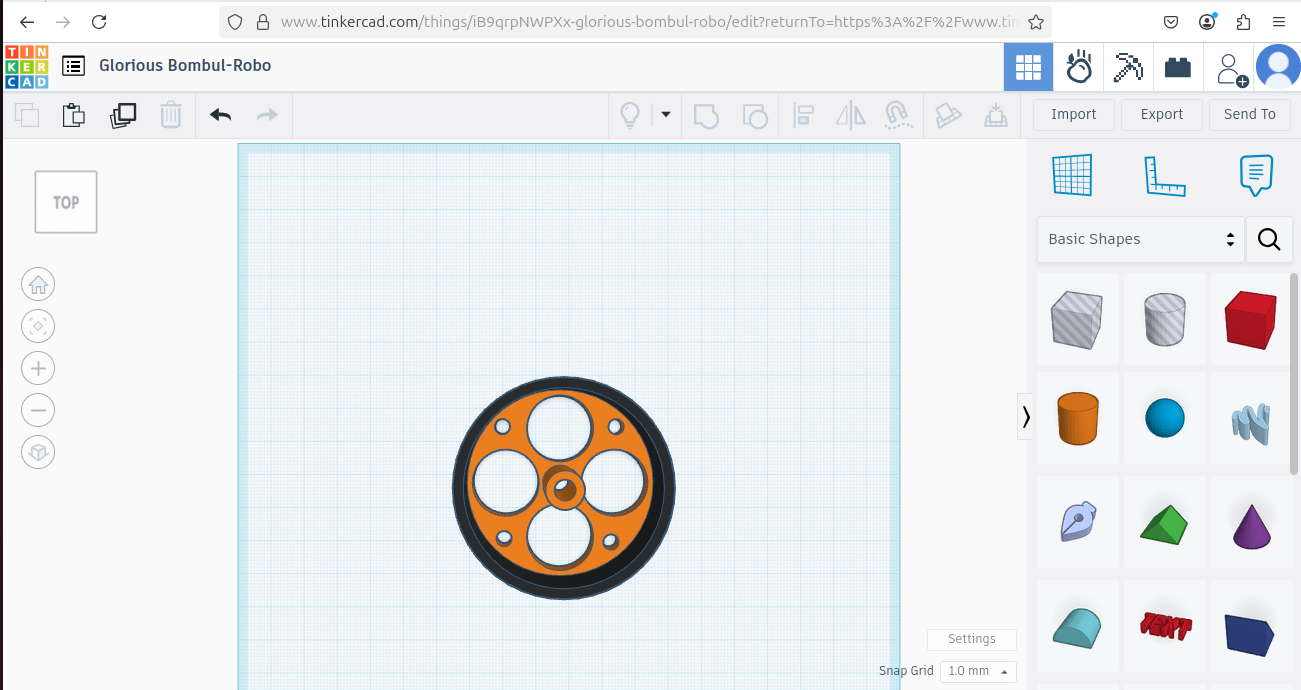 www.tinkercad.com/things/iB9qrpNWPXx-glorious-bombul-robo/edit?returnTo=https%3A%2F%2Fwww.tin
TIN
KER
CAD
Glorious Bombul-Robo
Import
Export
Send To
TOP
Basic Shapes
TEXT
Settings
Snap Grid
1.0 mm